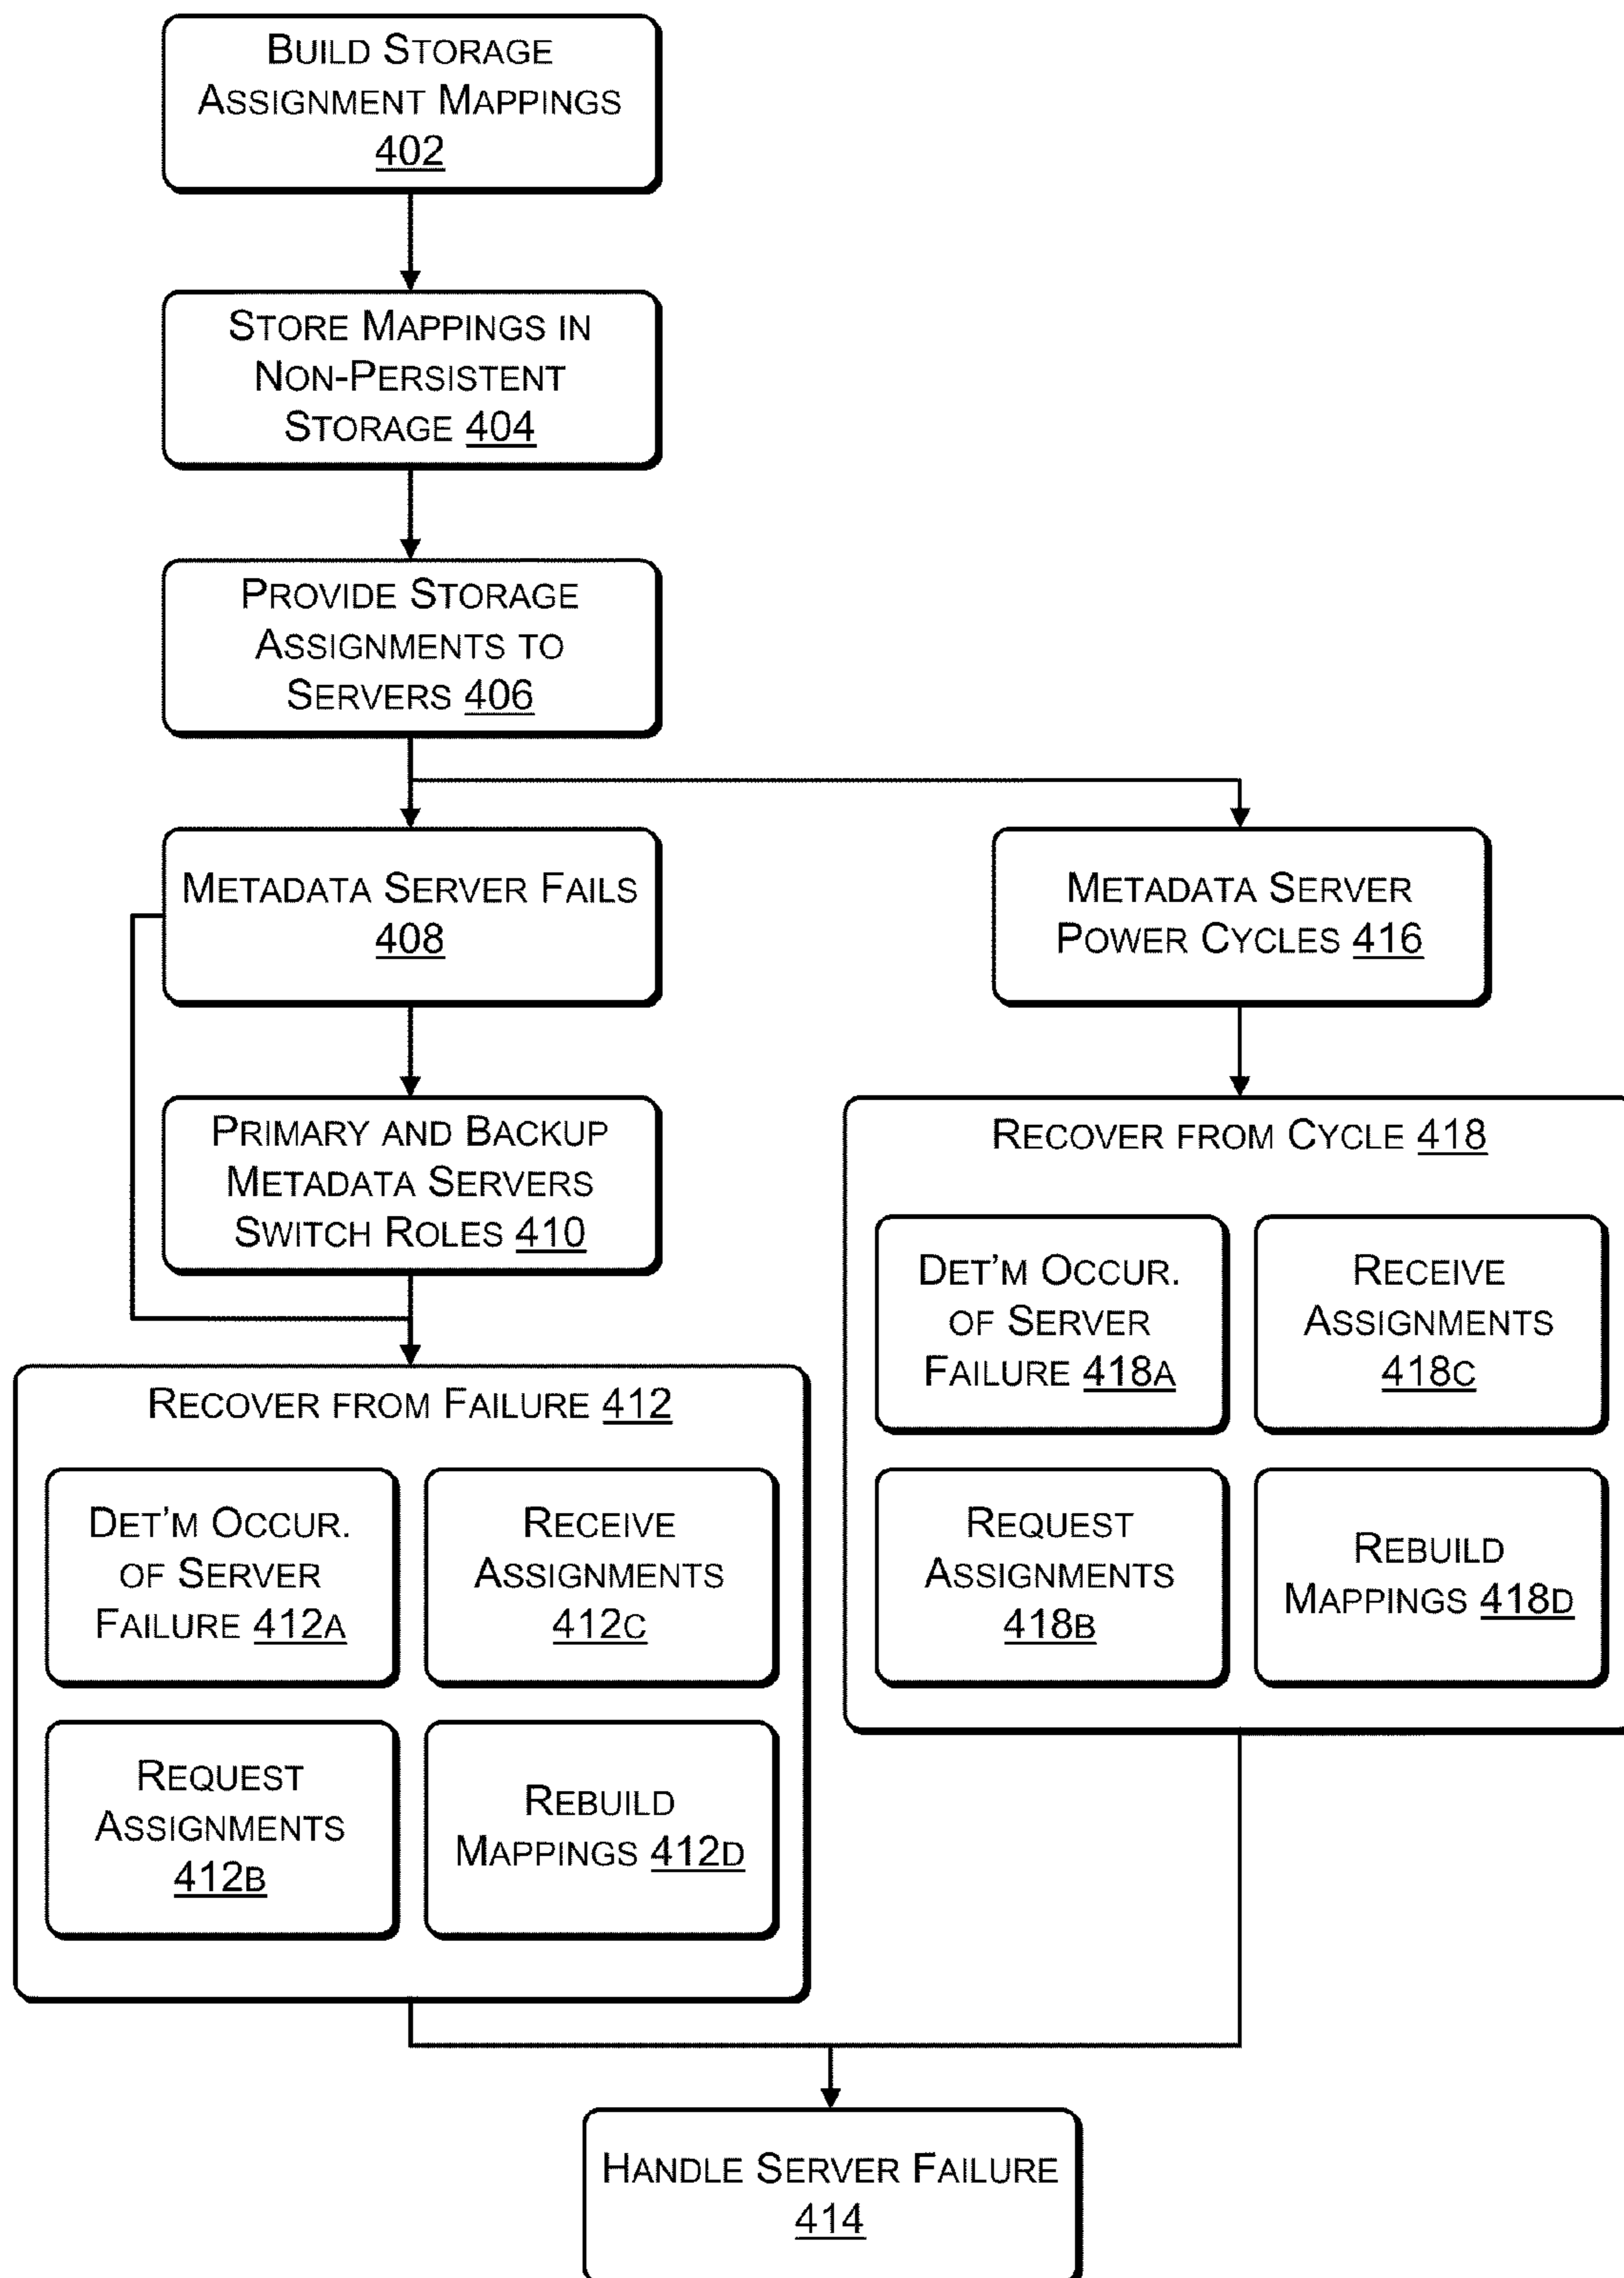 BUILD STORAGE
ASSIGNMENT MAPPINGS
402
STORE MAPPINGS IN
NON-PERSISTENT
STORAGE 404
PROVIDE STORAGE
ASSIGNMENTS TO
SERVERS 406
METADATA SERVER FAILS
408
METADATA SERVER
POWER CYCLES 416
PRIMARY AND BACKUP
METADATA SERVERS
SWITCH ROLES 410
RECOVER FROM FAILURE 412
DET'M OCCUR.
OF SERVER
FAILURE 412A
REQUEST
ASSIGNMENTS
412B
RECEIVE
ASSIGNMENTS
412C
REBUILD
MAPPINGS 412D
RECOVER FROM CYCLE 418
DET'M OCCUR.
OF SERVER
FAILURE 418A
REQUEST
ASSIGNMENTS
418B
RECEIVE
ASSIGNMENTS
418C
REBUILD
MAPPINGS 418D
HANDLE SERVER FAILURE
414